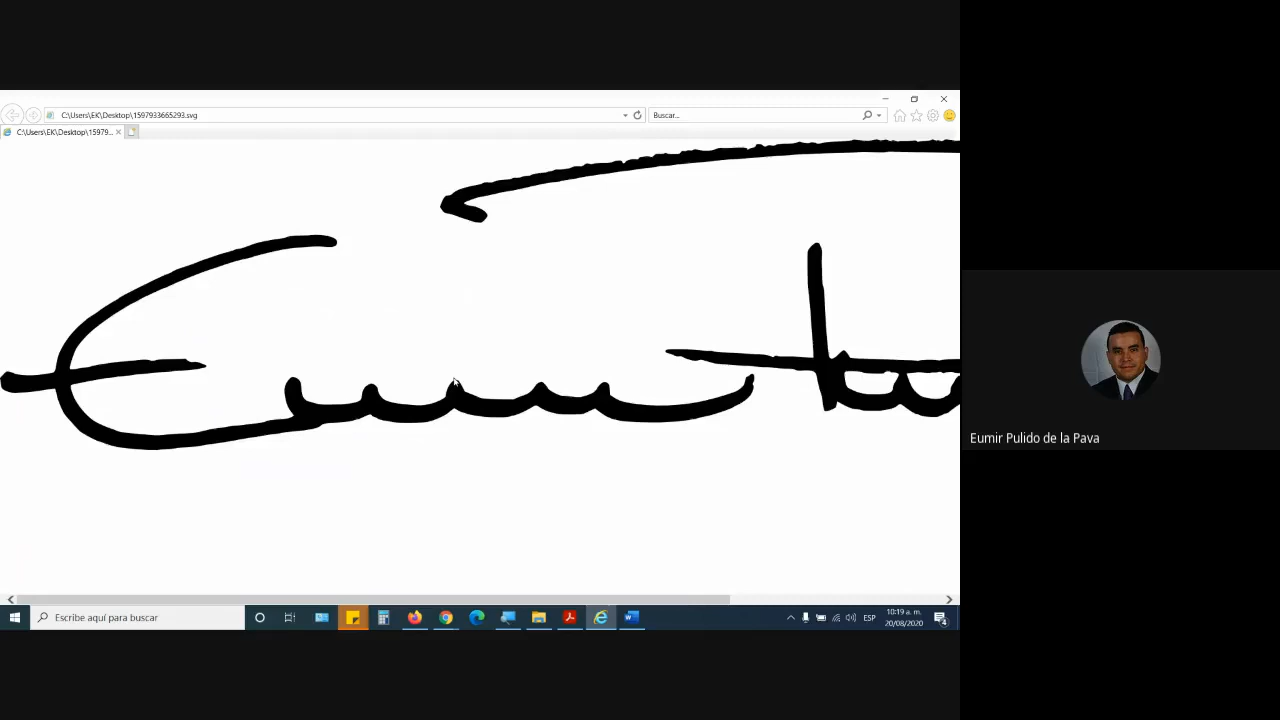 C:\Users\EK\Desktop\1597933665293.svg
Buscar...
C:\Users\EK\Desktop\15979...
Eumir Pulido de la Pava
Escribe aquí para buscar
ESP
10:19 a. m.
20/08/2020
4